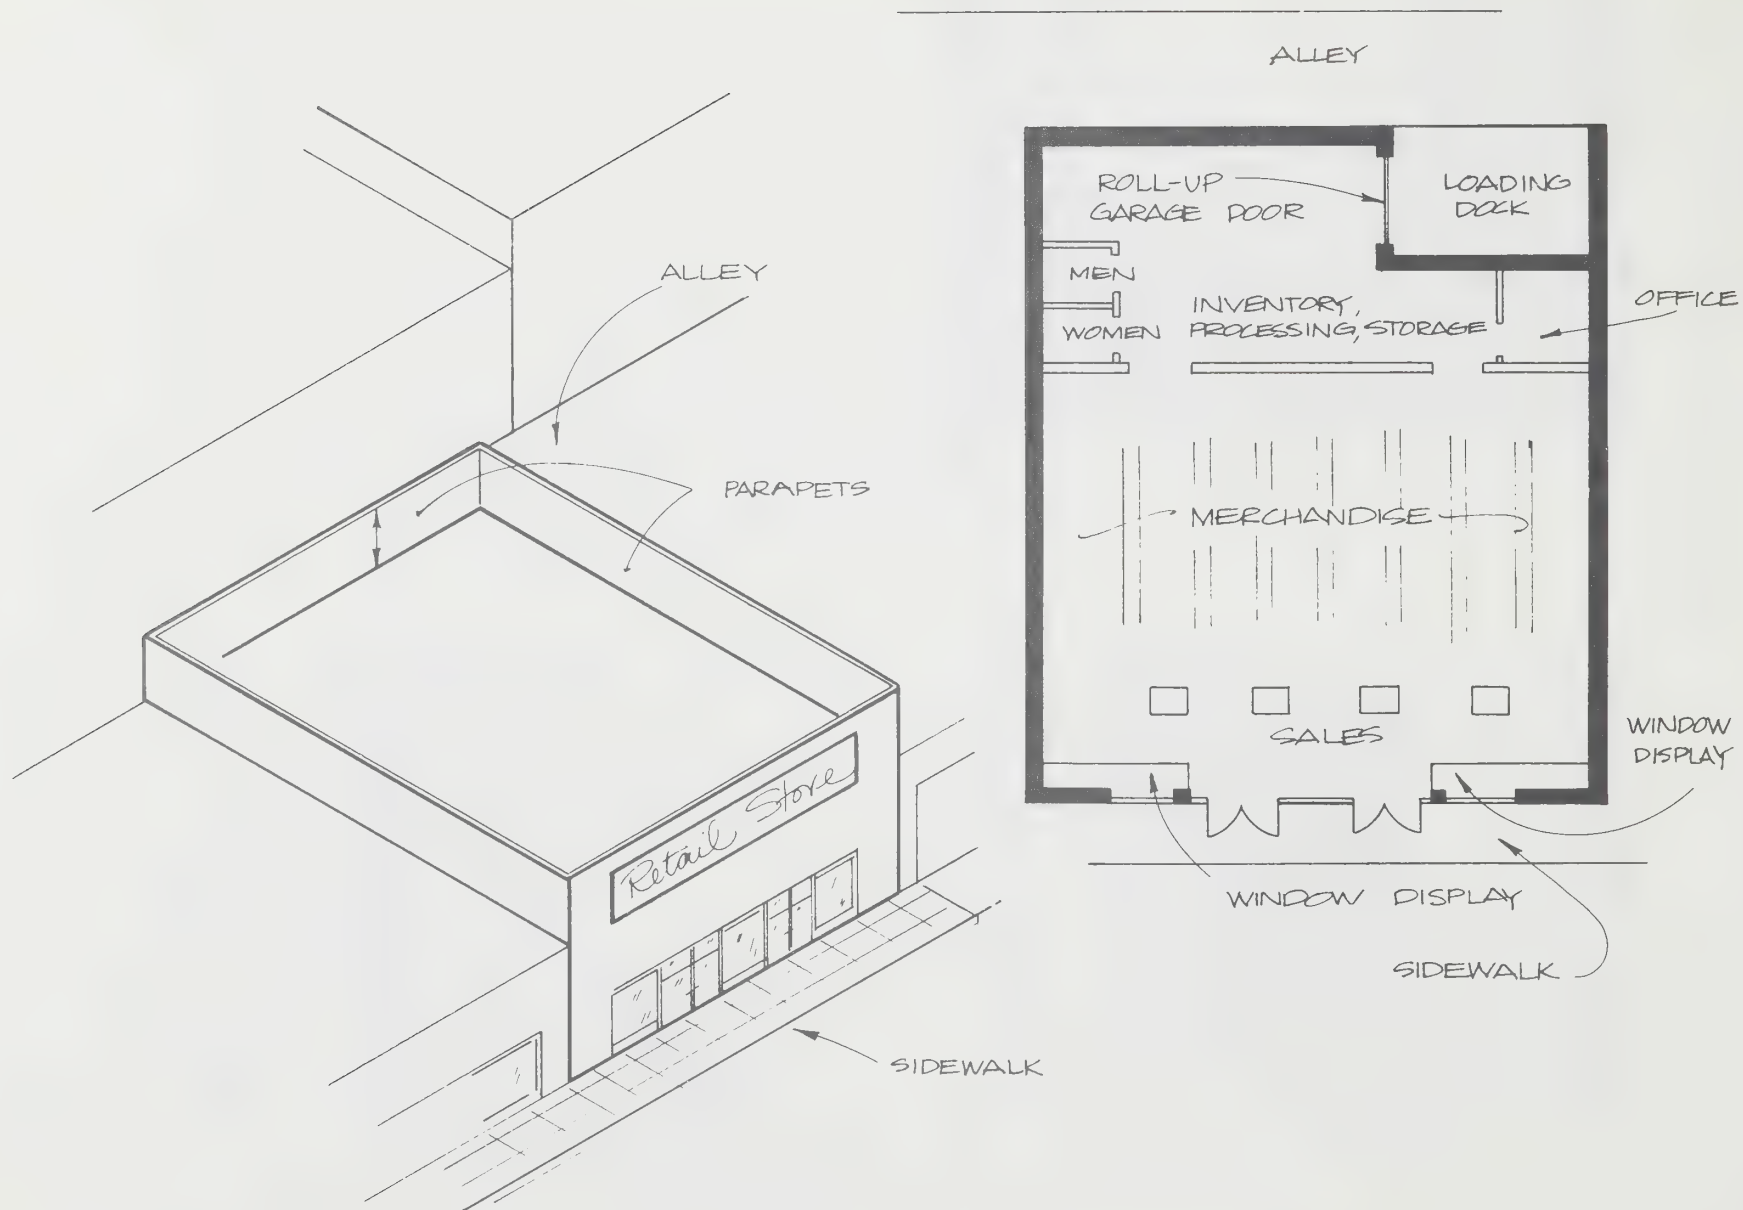 ALLEY
ROLL-UP
GARAGE DOOR
LOADING
DOCK
MEN
WOMEN
INVENTORY,
PROCESSING, STORAGE
OFFICE
ALLEY
PARAPETS
MERCHANDISE
SALES
WINDOW
DISPLAY
Retail Store
WINDOW DISPLAY
SIDEWALK
SIDEWALK